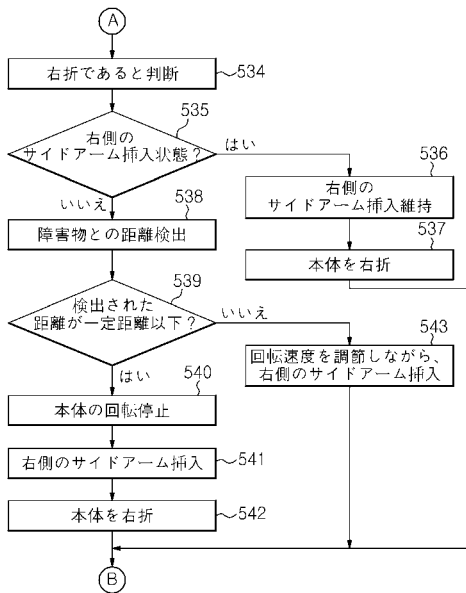 A
右折であると判断
534
535
右側の
サイドアーム挿入状態？
はい
いいえ
536
右側の
サイドアーム挿入維持
537
本体を右折
538
障害物との距離検出
539
検出された
距離が一定距離以下？
いいえ
はい
543
回転速度を調節しながら、
右側のサイドアーム挿入
540
本体の回転停止
右側のサイドアーム挿入
541
本体を右折
542
B